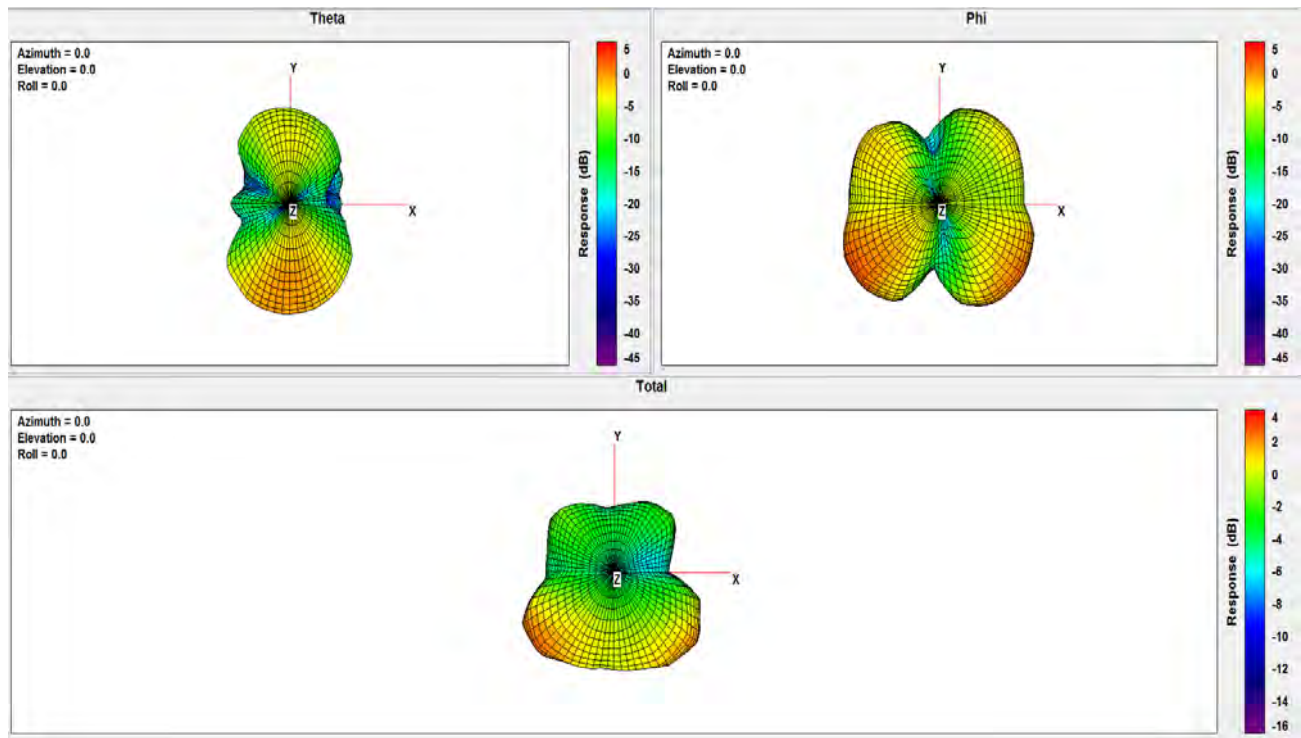 Theta
Azimuth = 0.0
Elevation = 0.0
Roll = 0.0
Y
X
Z
Response (dB)
5
0
-5
-10
-15
-20
-25
-30
-35
-40
-45
Phi
Azimuth = 0.0
Elevation = 0.0
Roll = 0.0
Y
X
Z
Response (dB)
5
0
-5
-10
-15
-20
-25
-30
-35
-40
-45
Total
Azimuth = 0.0
Elevation = 0.0
Roll = 0.0
Y
X
Z
Response (dB)
4
2
0
-2
-4
-6
-8
-10
-12
-14
-16